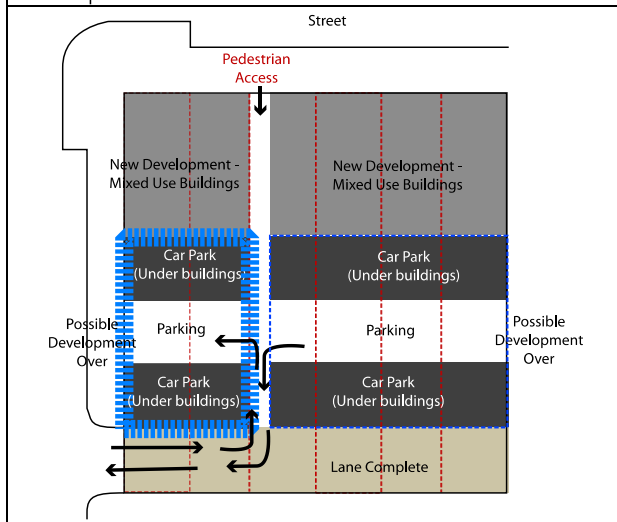 Street
Pedestrian
Access
New Development -
Mixed Use Buildings
New Development -
Mixed Use Buildings
Car Park
(Under buildings)
Car Park
(Under buildings)
Possible
Development
Over
Parking
Parking
Possible
Development
Over
Car Park
(Under buildings)
Car Park
(Under buildings)
Lane Complete